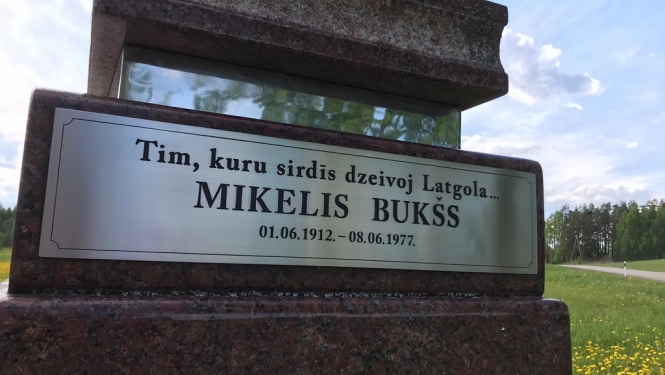 Tim, kuru sirdīs dzeivoj Latgola...
MIKELIS BUKŠS
01.06.1912.–08.06.1977.